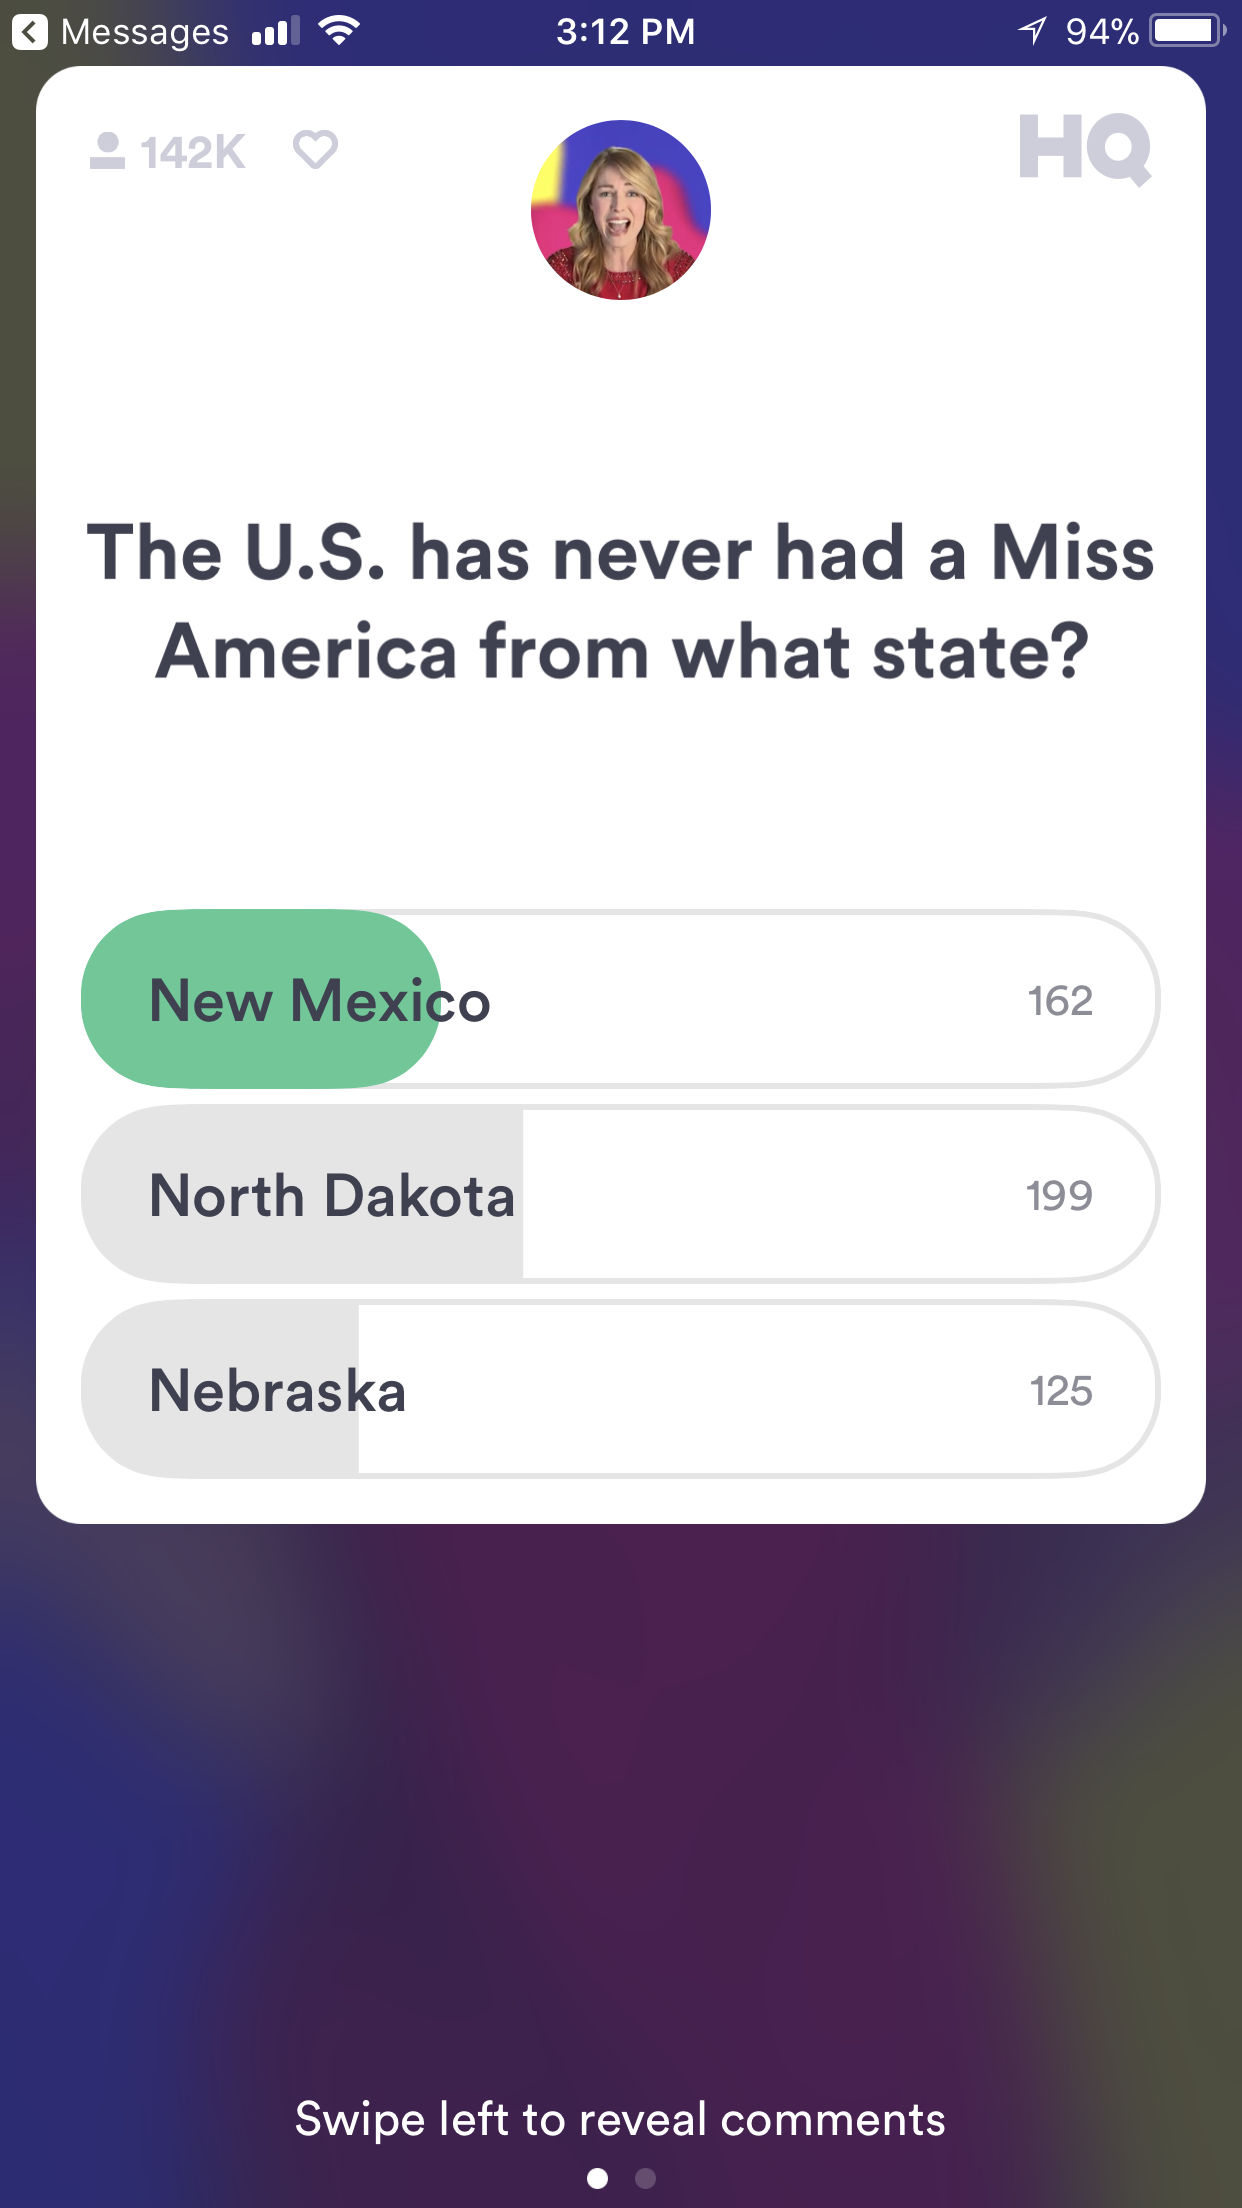 Messages 3:12 PM 94%
142K HQ
The U.S. has never had a Miss
America from what state?
New Mexico 162
North Dakota 199
Nebraska 125
Swipe left to reveal comments